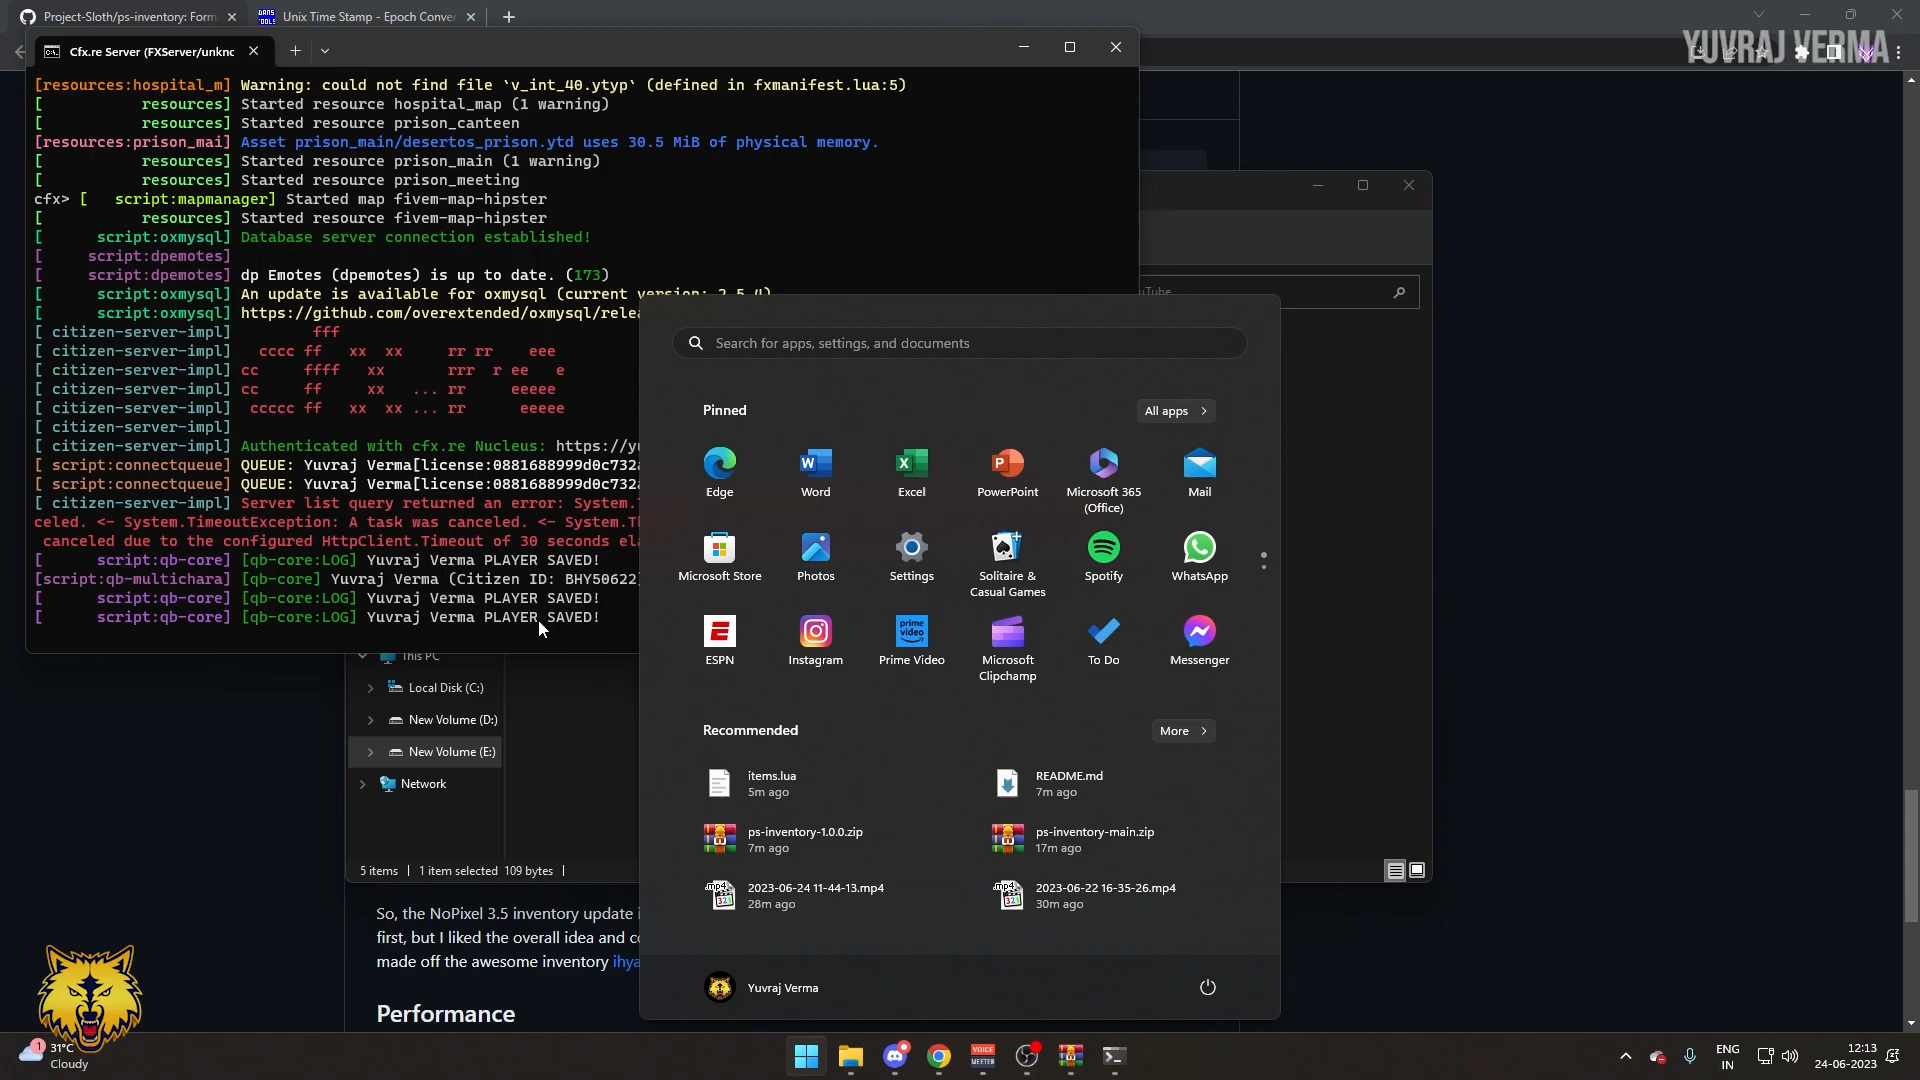 Project-Sloth/ps-inventory: Form
Unix Time Stamp - Epoch Conver
YUVRAJ VERMA
Cfx.re Server (FXServer/unknc
[resources:hospital_m] Warning: could not find file `v_int_40.ytyp` (defined in fxmanifest.lua:5)
[           resources] Started resource hospital_map (1 warning)
[           resources] Started resource prison_canteen
[resources:prison_mai] Asset prison_main/desertos_prison.ytd uses 30.5 MiB of physical memory.
[           resources] Started resource prison_main (1 warning)
[           resources] Started resource prison_meeting
cfx> [   script:mapmanager] Started map fivem-map-hipster
[           resources] Started resource fivem-map-hipster
[      script:oxmysql] Database server connection established!
[     script:dpemotes]
[     script:dpemotes] dp Emotes (dpemotes) is up to date. (173)
[      script:oxmysql] An update is available for oxmysql (current version: 2.5.4)
[      script:oxmysql] https://github.com/overextended/oxmysql/relea
[ citizen-server-impl]         fff
[ citizen-server-impl]   cccc ff   xx  xx     rr rr    eee
[ citizen-server-impl] cc     ffff   xx       rrr  r ee   e
[ citizen-server-impl] cc     ff     xx   ... rr     eeeee
[ citizen-server-impl]  ccccc ff   xx  xx ... rr      eeeee
[ citizen-server-impl]
[ citizen-server-impl] Authenticated with cfx.re Nucleus: https://yu
[ script:connectqueue] QUEUE: Yuvraj Verma[license:0881688999d0c732a
[ script:connectqueue] QUEUE: Yuvraj Verma[license:0881688999d0c732a
[ citizen-server-impl] Server list query returned an error: System.T
celed. <- System.TimeoutException: A task was canceled. <- System.Th
canceled due to the configured HttpClient.Timeout of 30 seconds ela
[      script:qb-core] [qb-core:LOG] Yuvraj Verma PLAYER SAVED!
[script:qb-multichara] [qb-core] Yuvraj Verma (Citizen ID: BHY50622)
[      script:qb-core] [qb-core:LOG] Yuvraj Verma PLAYER SAVED!
[      script:qb-core] [qb-core:LOG] Yuvraj Verma PLAYER SAVED!
uTube
This PC
Local Disk (C:)
New Volume (D:)
New Volume (E:)
Network
5 items | 1 item selected 109 bytes |
So, the NoPixel 3.5 inventory update i
first, but I liked the overall idea and co
made off the awesome inventory ihya
Performance
Search for apps, settings, and documents
Pinned
All apps
Edge
Word
Excel
PowerPoint
Microsoft 365
(Office)
Mail
Microsoft Store
Photos
Settings
Solitaire &
Casual Games
Spotify
WhatsApp
ESPN
Instagram
prime
video
Prime Video
Microsoft
Clipchamp
To Do
Messenger
Recommended
More
items.lua
5m ago
README.md
7m ago
ps-inventory-1.0.0.zip
7m ago
ps-inventory-main.zip
17m ago
2023-06-24 11-44-13.mp4
28m ago
2023-06-22 16-35-26.mp4
30m ago
Yuvraj Verma
1
31°C
Cloudy
VOICE
MEETER
ENG
IN
12:13
24-06-2023